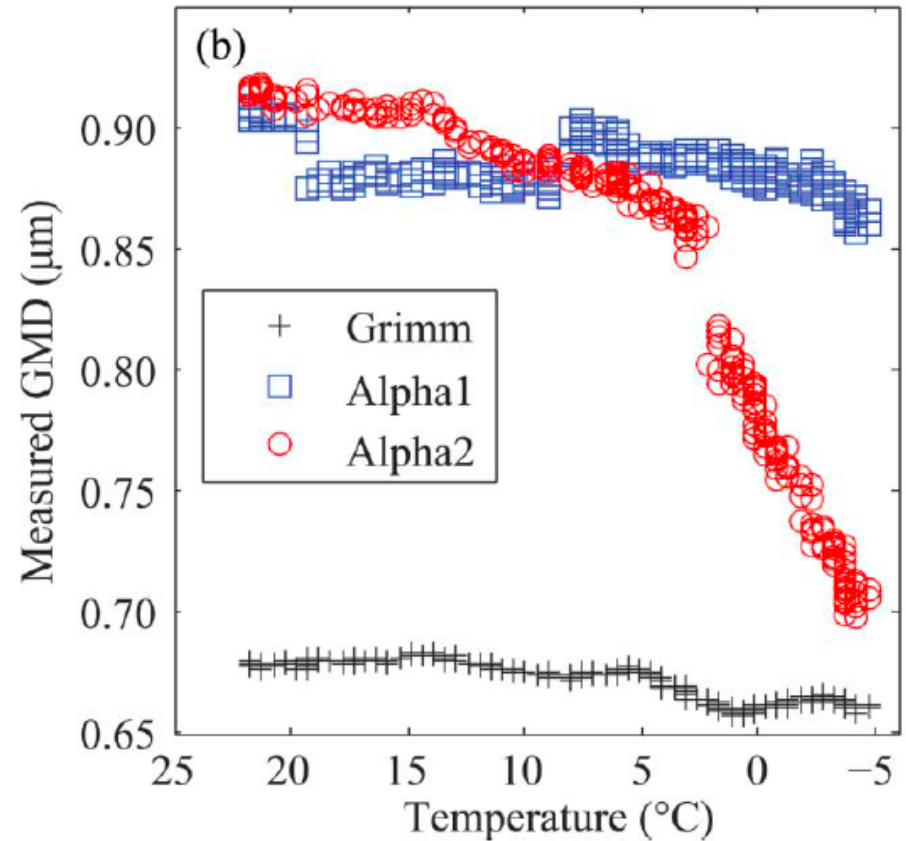 (b)
0.90
0.85
0.80
0.75
0.70
0.65
Measured GMD (μm)
Grimm
Alpha1
Alpha2
25 20 15 10 5 0 −5
Temperature (°C)